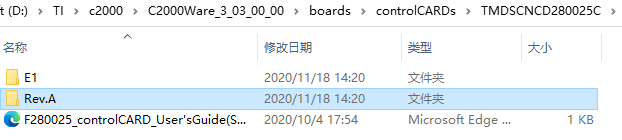 ft (D:) > TI > c2000 > C2000Ware_3_03_00_00 > boards > controlCARDs > TMDSCNCD280025C >
名称 修改日期 类型 大小
E1 2020/11/18 14:20 文件夹
Rev.A 2020/11/18 14:20 文件夹
F280025_controlCARD_User'sGuide(S... 2020/10/4 17:54 Microsoft Edge ... 1 KB